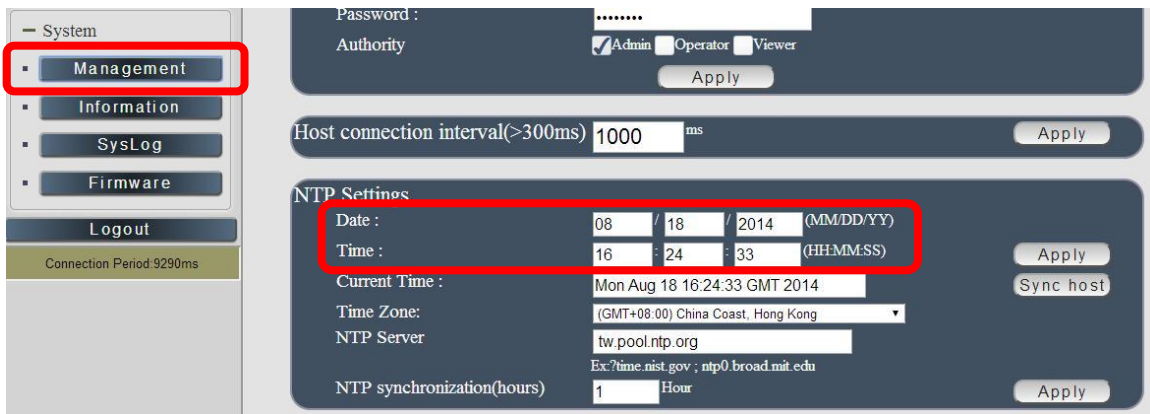 System
Management
Information
SysLog
Firmware
Logout
Connection Period:9290ms
Password :
••••••••
Authority Admin Operator Viewer
Apply
Host connection interval(>300ms) 1000 ms Apply
NTP Settings
Date : 08 / 18 / 2014 (MM/DD/YY)
Time : 16 : 24 : 33 (HH:MM:SS) Apply
Current Time : Mon Aug 18 16:24:33 GMT 2014 Sync host
Time Zone: (GMT+08:00) China Coast, Hong Kong
NTP Server tw.pool.ntp.org
Ex:?time.nist.gov ; ntp0.broad.mit.edu
NTP synchronization(hours) 1 Hour Apply